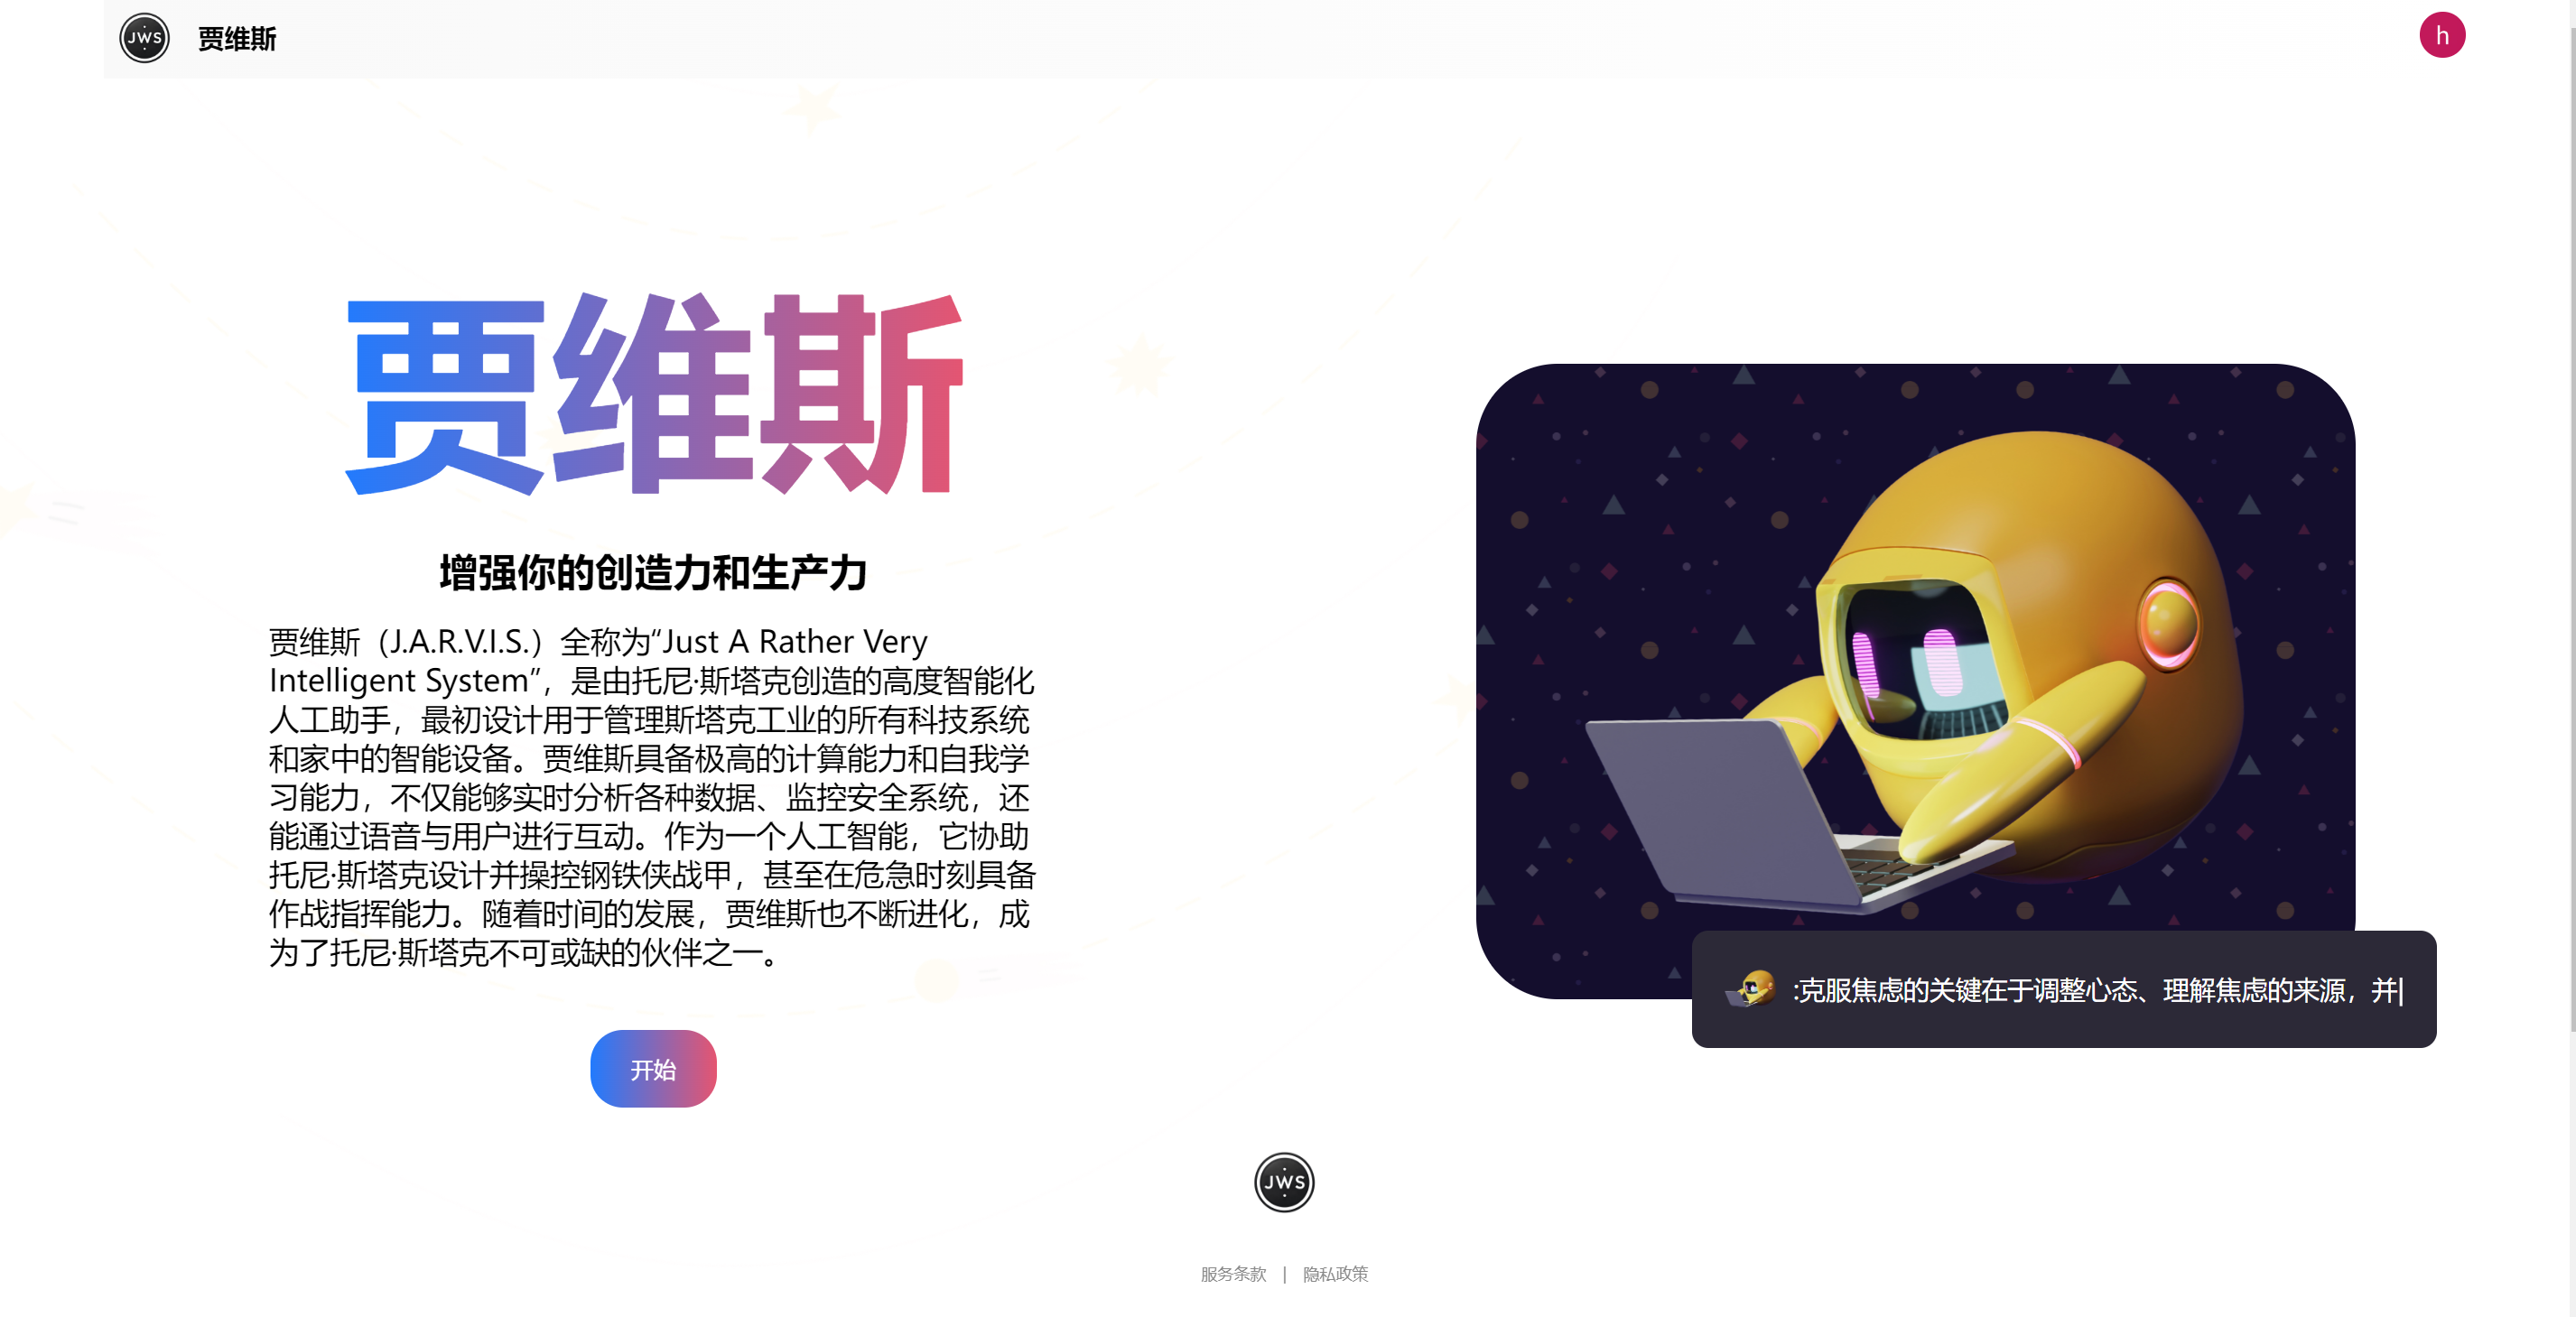 JWS
贾维斯
h
贾维斯
增强你的创造力和生产力
贾维斯（J.A.R.V.I.S.）全称为“Just A Rather Very
Intelligent System”，是由托尼·斯塔克创造的高度智能化
人工助手，最初设计用于管理斯塔克工业的所有科技系统
和家中的智能设备。贾维斯具备极高的计算能力和自我学
习能力，不仅能够实时分析各种数据、监控安全系统，还
能通过语音与用户进行互动。作为一个人工智能，它协助
托尼·斯塔克设计并操控钢铁侠战甲，甚至在危急时刻具备
作战指挥能力。随着时间的发展，贾维斯也不断进化，成
为了托尼·斯塔克不可或缺的伙伴之一。
开始
:克服焦虑的关键在于调整心态、理解焦虑的来源，并|
JWS
服务条款 | 隐私政策